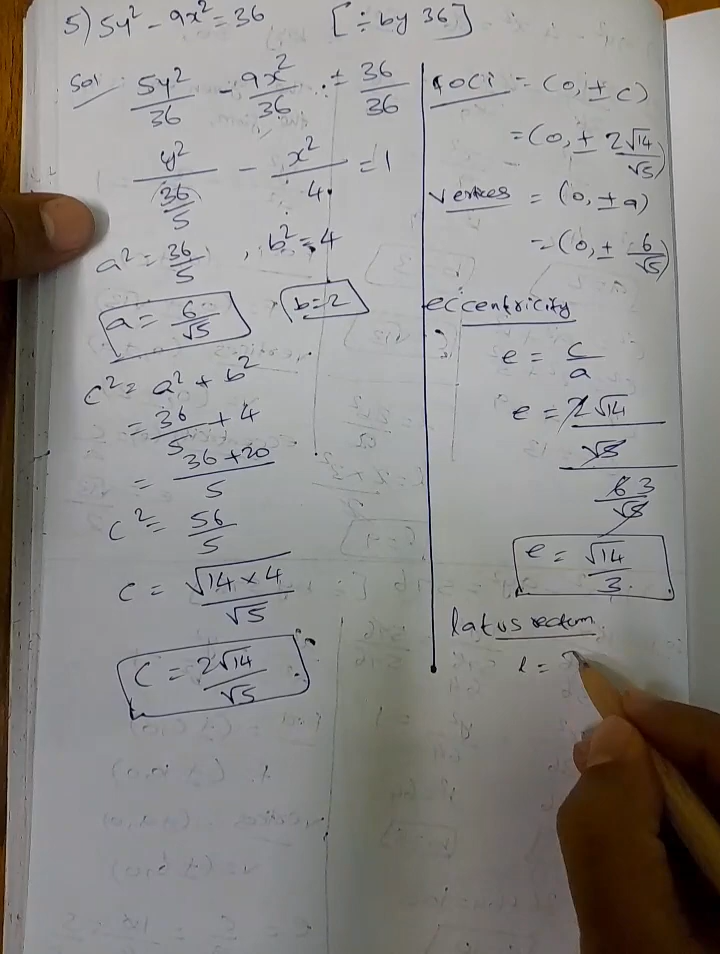 5) 5y² - 9x² = 36 [÷ by 36]
Sol 5y²/36 - 9x²/36 = 36/36
y²/(36/5) - x²/4 = 1
a² = 36/5, b² = 4
a = 6/√5 b = 2
c² = a² + b²
= 36/5 + 4
= 36+20/5
c² = 56/5
c = √14×4/√5
c = 2√14/√5
foci = (0, ± c)
= (0, ± 2√14/√5)
vertices = (0, ± a)
= (0, ± 6/√5)
eccentricity
e = c/a
e = 2√14
√5
6 3
√5
e = √14/3
latus rectum
l =